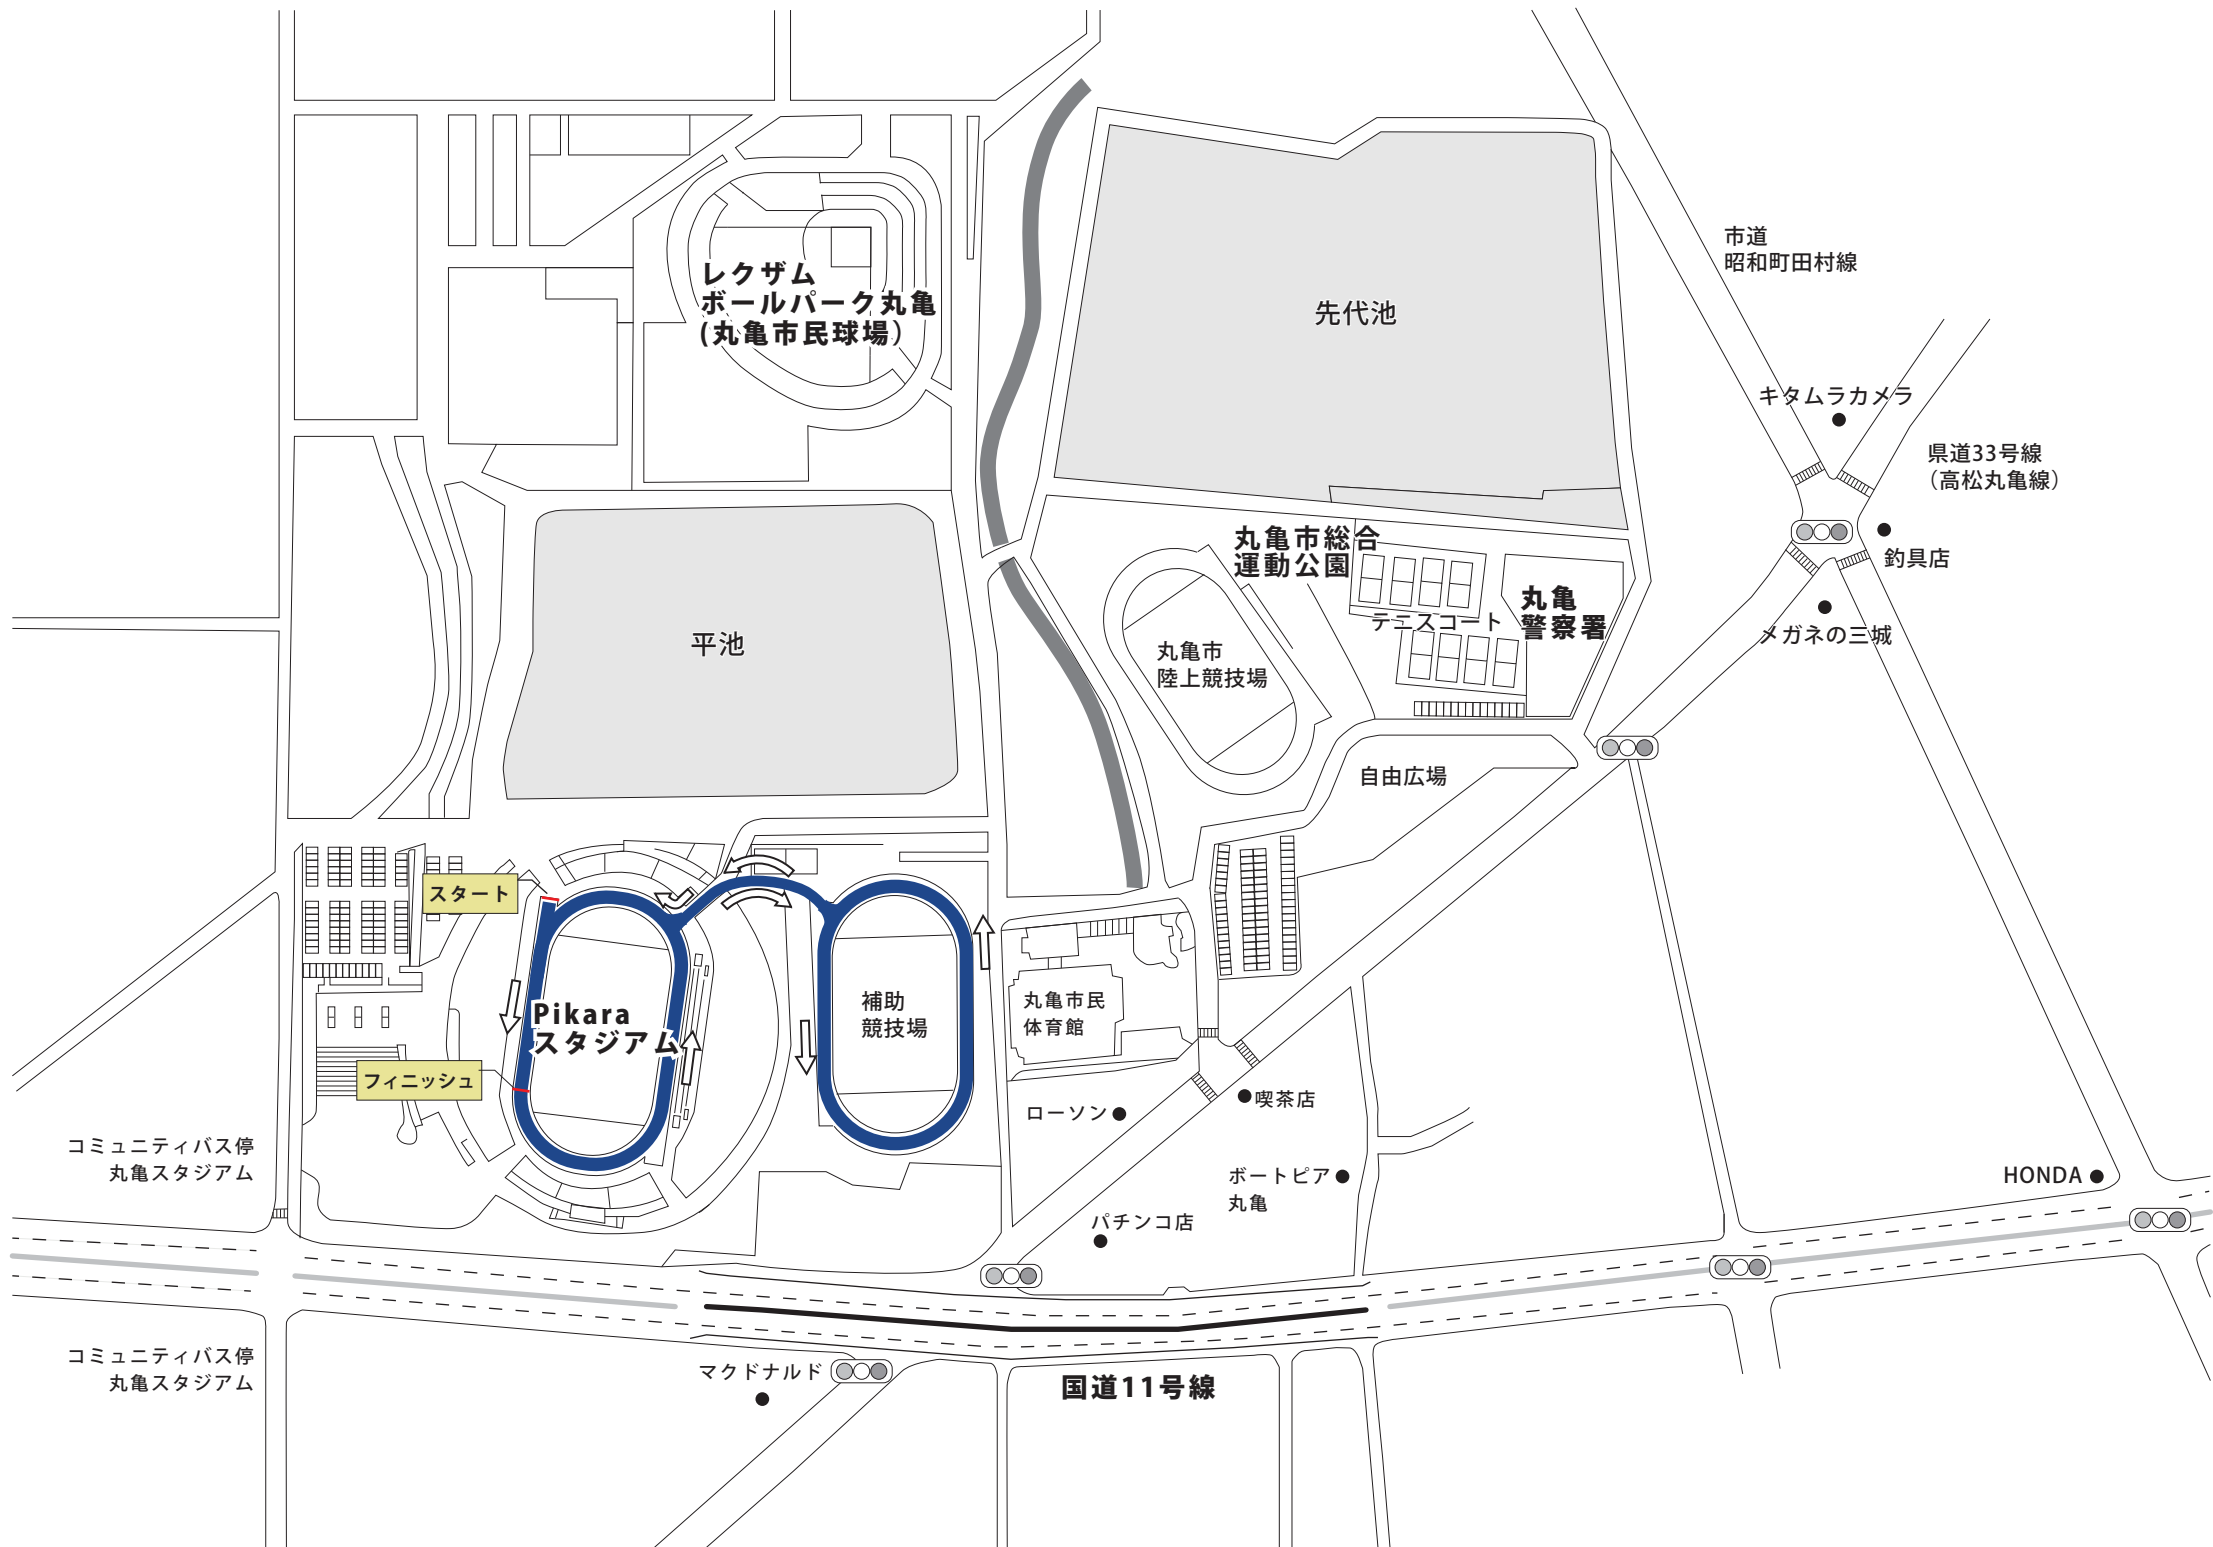 市道
昭和町田村線
レクザム
ボールパーク丸亀
(丸亀市民球場）
先代池
キタムラカメラ
県道33号線
（高松丸亀線）
釣具店
メガネの三城
丸亀市総合
運動公園
テニスコート
丸亀
警察署
平池
丸亀市
陸上競技場
自由広場
スタート
Pikara
スタジアム
補助
競技場
丸亀市民
体育館
フィニッシュ
ローソン
喫茶店
コミュニティバス停
丸亀スタジアム
ボートピア
丸亀
HONDA
パチンコ店
コミュニティバス停
丸亀スタジアム
マクドナルド
国道11号線